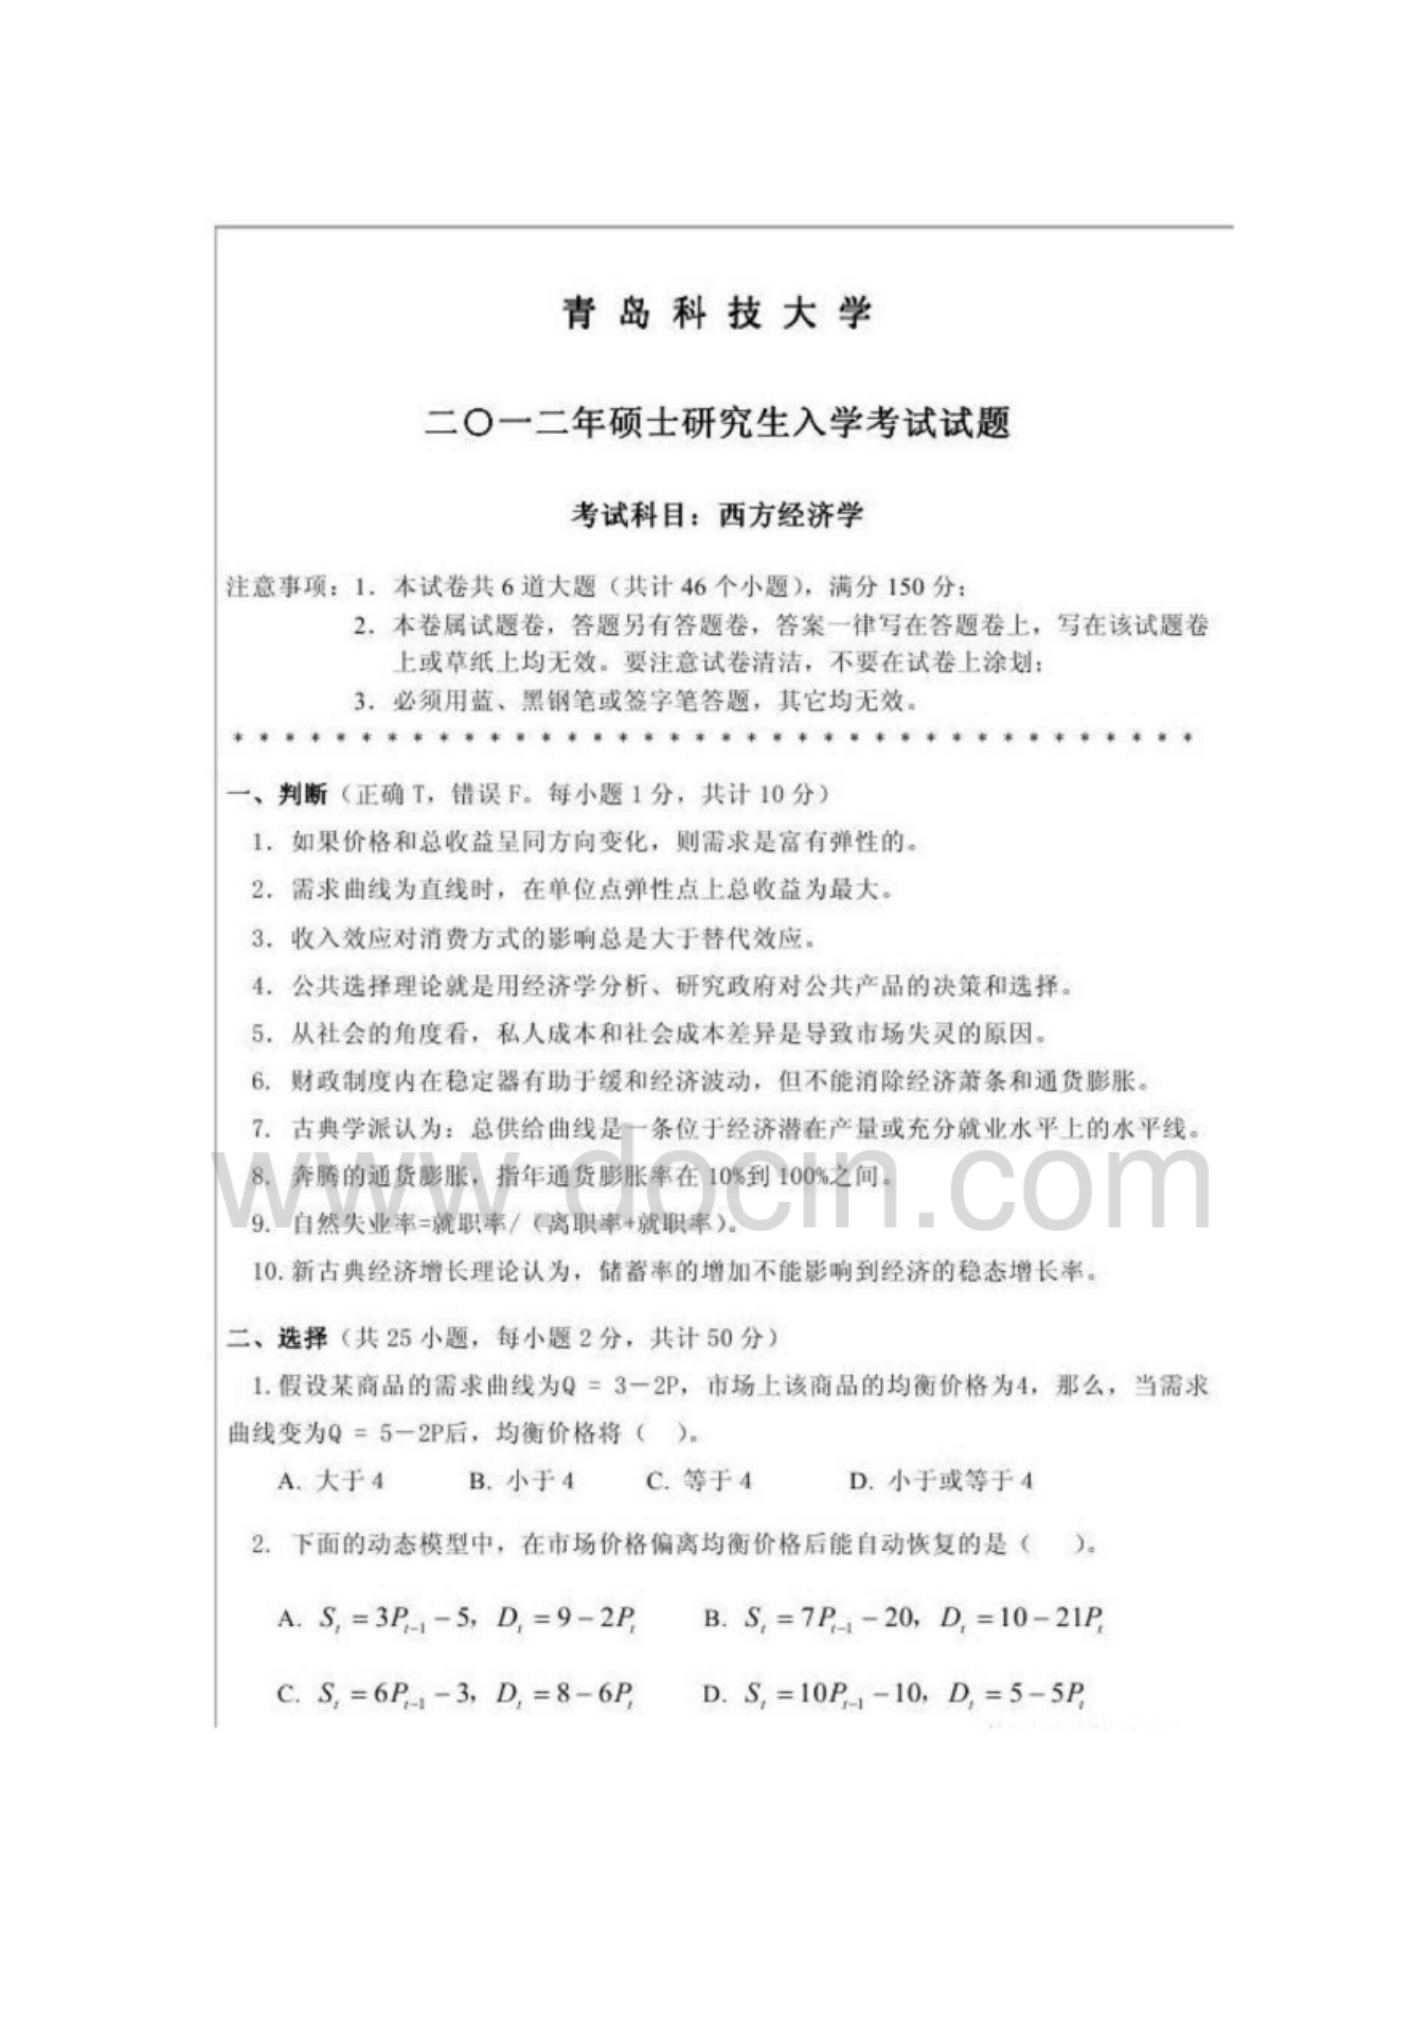 青岛科技大学
二〇一二年硕士研究生入学考试试题
考试科目：西方经济学
注意事项：1．本试卷共 6 道大题（共计 46 个小题），满分 150 分；
2．本卷属试题卷，答题另有答题卷，答案一律写在答题卷上，写在该试题卷
上或草纸上均无效。要注意试卷清洁，不要在试卷上涂划；
3．必须用蓝、黑钢笔或签字笔答题，其它均无效。
* * * * * * * * * * * * * * * * * * * * * * * * * * * * * * * * * * * * * *
一、判断（正确 T，错误 F。每小题 1 分，共计 10 分）
1．如果价格和总收益呈同方向变化，则需求是富有弹性的。
2．需求曲线为直线时，在单位点弹性点上总收益为最大。
3．收入效应对消费方式的影响总是大于替代效应。
4．公共选择理论就是用经济学分析、研究政府对公共产品的决策和选择。
5．从社会的角度看，私人成本和社会成本差异是导致市场失灵的原因。
6. 财政制度内在稳定器有助于缓和经济波动，但不能消除经济萧条和通货膨胀。
7. 古典学派认为：总供给曲线是一条位于经济潜在产量或充分就业水平上的水平线。
8. 奔腾的通货膨胀，指年通货膨胀率在 10%到 100%之间。
www.docin.com
9. 自然失业率=就职率/（离职率+就职率）。
10. 新古典经济增长理论认为，储蓄率的增加不能影响到经济的稳态增长率。
二、选择（共 25 小题，每小题 2 分，共计 50 分）
1. 假设某商品的需求曲线为Q = 3－2P，市场上该商品的均衡价格为4，那么，当需求
曲线变为Q = 5－2P后，均衡价格将（ ）。
A. 大于 4 B. 小于 4 C. 等于 4 D. 小于或等于 4
2. 下面的动态模型中，在市场价格偏离均衡价格后能自动恢复的是（ ）。
A. S_t = 3P_{t-1} − 5，D_t = 9 − 2P_t B. S_t = 7P_{t-1} − 20，D_t = 10 − 21P_t
C. S_t = 6P_{t-1} − 3，D_t = 8 − 6P_t D. S_t = 10P_{t-1} − 10，D_t = 5 − 5P_t